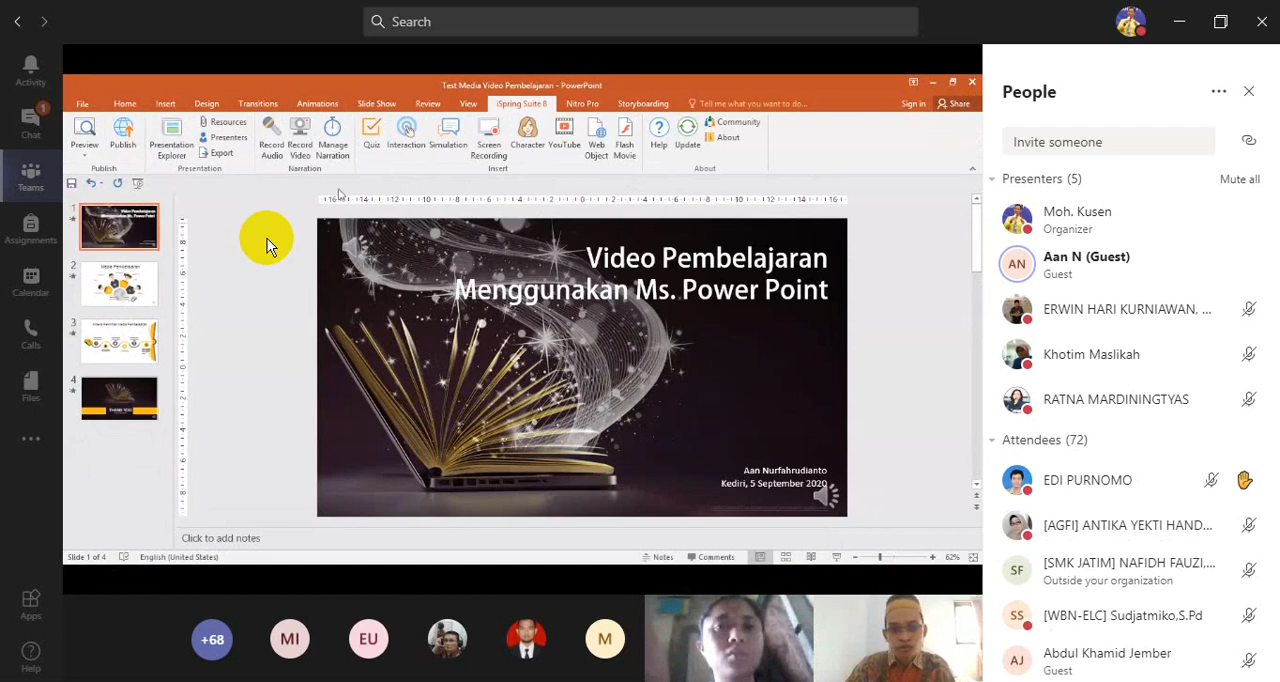 Search
Activity
Chat
1
Teams
Assignments
Calendar
Calls
Files
Apps
Help
Test Media Video Pembelajaran - PowerPoint
File Home Insert Design Transitions Animations Slide Show Review View iSpring Suite 8 Nitro Pro Storyboarding Tell me what you want to do... Sign in Share
Preview
Publish
Presentation Explorer
Resources
Presenters
Export
Record Audio
Record Video
Manage Narration
Quiz
Interaction
Simulation
Screen Recording
Character
YouTube
Web Object
Flash Movie
Help
Update
Community
About
Publish Presentation Narration Insert About
1
2
3
4
THANK YOU
Video Pembelajaran
Menggunakan Ms. Power Point
Aan Nurfahrudianto
Kediri, 5 September 2020
Click to add notes
Slide 1 of 4 English (United States) Notes Comments 62%
+68
MI
EU
M
People
Invite someone
Presenters (5) Mute all
Moh. Kusen
Organizer
AN
Aan N (Guest)
Guest
ERWIN HARI KURNIAWAN, ...
Khotim Maslikah
RATNA MARDININGTYAS
Attendees (72)
EDI PURNOMO
[AGFI] ANTIKA YEKTI HAND...
SF
[SMK JATIM] NAFIDH FAUZI,...
Outside your organization
SS
[WBN-ELC] Sudjatmiko,S.Pd
AJ
Abdul Khamid Jember
Guest